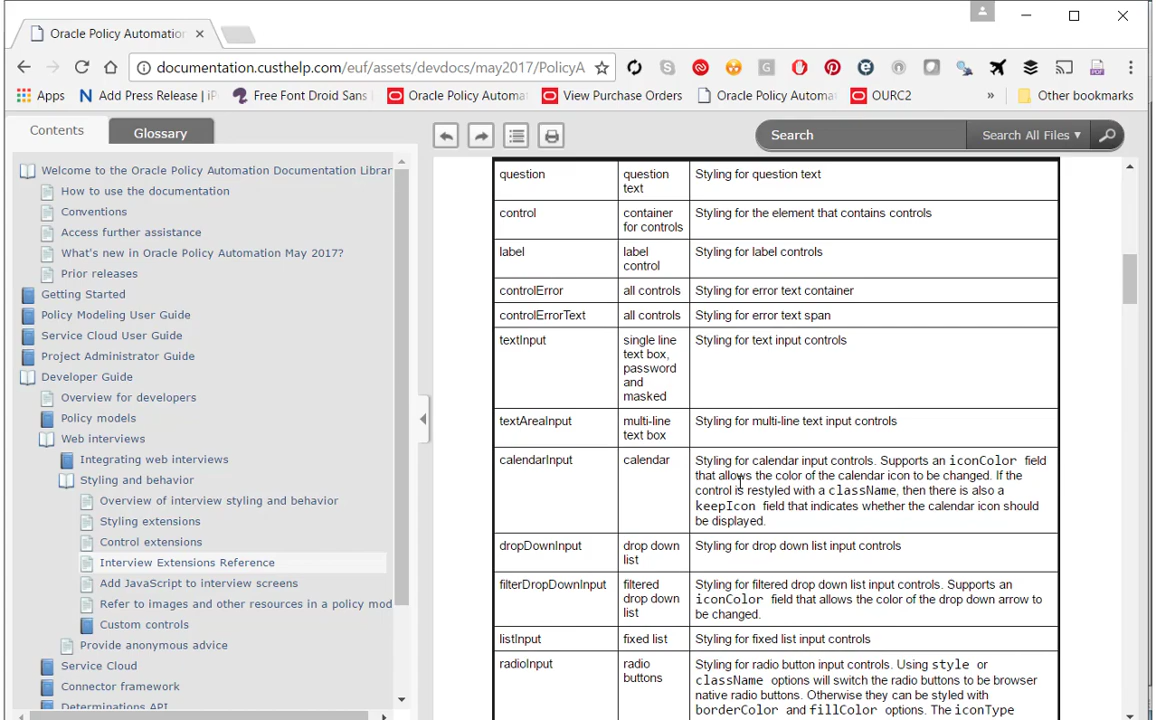 Oracle Policy Automation
documentation.custhelp.com/euf/assets/devdocs/may2017/PolicyA
Apps
Add Press Release | iP
Free Font Droid Sans |
Oracle Policy Automa
View Purchase Orders
Oracle Policy Automa
OURC2
»
Other bookmarks
Contents
Glossary
Search
Search All Files ▾
Welcome to the Oracle Policy Automation Documentation Librar
How to use the documentation
Conventions
Access further assistance
What's new in Oracle Policy Automation May 2017?
Prior releases
Getting Started
Policy Modeling User Guide
Service Cloud User Guide
Project Administrator Guide
Developer Guide
Overview for developers
Policy models
Web interviews
Integrating web interviews
Styling and behavior
Overview of interview styling and behavior
Styling extensions
Control extensions
Interview Extensions Reference
Add JavaScript to interview screens
Refer to images and other resources in a policy mod
Custom controls
Provide anonymous advice
Service Cloud
Connector framework
Determinations API
question
question
text
Styling for question text
control
container
for controls
Styling for the element that contains controls
label
label
control
Styling for label controls
controlError
all controls
Styling for error text container
controlErrorText
all controls
Styling for error text span
textInput
single line
text box,
password
and
masked
Styling for text input controls
textAreaInput
multi-line
text box
Styling for multi-line text input controls
calendarInput
calendar
Styling for calendar input controls. Supports an iconColor field
that allows the color of the calendar icon to be changed. If the
control is restyled with a className, then there is also a
keepIcon field that indicates whether the calendar icon should
be displayed.
dropDownInput
drop down
list
Styling for drop down list input controls
filterDropDownInput
filtered
drop down
list
Styling for filtered drop down list input controls. Supports an
iconColor field that allows the color of the drop down arrow to
be changed.
listInput
fixed list
Styling for fixed list input controls
radioInput
radio
buttons
Styling for radio button input controls. Using style or
className options will switch the radio buttons to be browser
native radio buttons. Otherwise they can be styled with
borderColor and fillColor options. The iconType